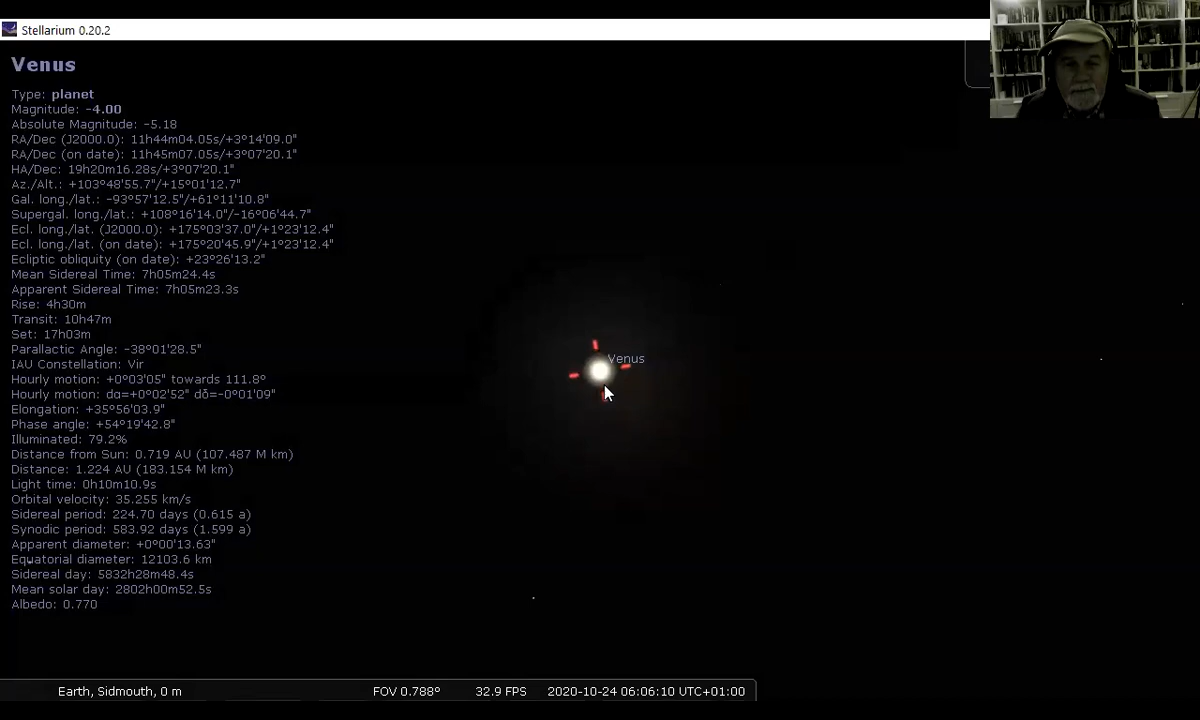 Stellarium 0.20.2
Venus
Type: planet
Magnitude: -4.00
Absolute Magnitude: -5.18
RA/Dec (J2000.0): 11h44m04.05s/+3°14'09.0"
RA/Dec (on date): 11h45m07.05s/+3°07'20.1"
HA/Dec: 19h20m16.28s/+3°07'20.1"
Az./Alt.: +103°48'55.7"/+15°01'12.7"
Gal. long./lat.: -93°57'12.5"/+61°11'10.8"
Supergal. long./lat.: +108°16'14.0"/-16°06'44.7"
Ecl. long./lat. (J2000.0): +175°03'37.0"/+1°23'12.4"
Ecl. long./lat. (on date): +175°20'45.9"/+1°23'12.4"
Ecliptic obliquity (on date): +23°26'13.2"
Mean Sidereal Time: 7h05m24.4s
Apparent Sidereal Time: 7h05m23.3s
Rise: 4h30m
Transit: 10h47m
Set: 17h03m
Parallactic Angle: -38°01'28.5"
IAU Constellation: Vir
Hourly motion: +0°03'05" towards 111.8°
Hourly motion: dα=+0°02'52" dδ=-0°01'09"
Elongation: +35°56'03.9"
Phase angle: +54°19'42.8"
Illuminated: 79.2%
Distance from Sun: 0.719 AU (107.487 M km)
Distance: 1.224 AU (183.154 M km)
Light time: 0h10m10.9s
Orbital velocity: 35.255 km/s
Sidereal period: 224.70 days (0.615 a)
Synodic period: 583.92 days (1.599 a)
Apparent diameter: +0°00'13.63"
Equatorial diameter: 12103.6 km
Sidereal day: 5832h28m48.4s
Mean solar day: 2802h00m52.5s
Albedo: 0.770
Venus
Earth, Sidmouth, 0 m FOV 0.788° 32.9 FPS 2020-10-24 06:06:10 UTC+01:00